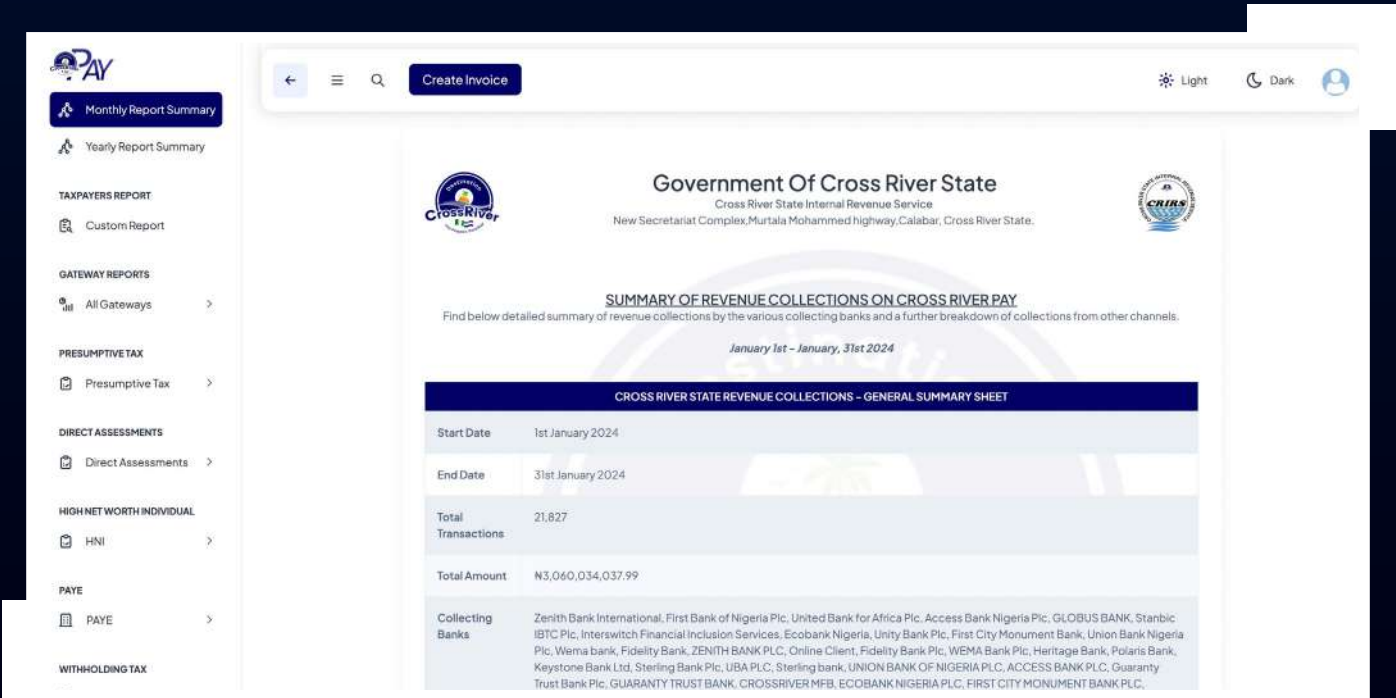 PAY
Create Invoice
Light
Dark
Monthly Report Summary
Yearly Report Summary
TAXPAYERS REPORT
Custom Report
GATEWAY REPORTS
All Gateways
PRESUMPTIVE TAX
Presumptive Tax
DIRECT ASSESSMENTS
Direct Assessments
HIGH NET WORTH INDIVIDUAL
HNI
PAYE
PAYE
WITHHOLDING TAX
Destination
CrossRiver
Government Of Cross River State
Cross River State Internal Revenue Service
New Secretariat Complex,Murtala Mohammed highway,Calabar, Cross River State.
CRIRS
SUMMARY OF REVENUE COLLECTIONS ON CROSS RIVER PAY
Find below detailed summary of revenue collections by the various collecting banks and a further breakdown of collections from other channels.
January 1st – January, 31st 2024
CROSS RIVER STATE REVENUE COLLECTIONS – GENERAL SUMMARY SHEET
Start Date 1st January 2024
End Date 31st January 2024
Total Transactions 21,827
Total Amount ₦3,060,034,037.99
Collecting Banks
Zenith Bank International, First Bank of Nigeria Plc, United Bank for Africa Plc, Access Bank Nigeria Plc, GLOBUS BANK, Stanbic
IBTC Plc, Interswitch Financial Inclusion Services, Ecobank Nigeria, Unity Bank Plc, First City Monument Bank, Union Bank Nigeria
Plc, Wema bank, Fidelity Bank, ZENITH BANK PLC, Online Client, Fidelity Bank Plc, WEMA Bank Plc, Heritage Bank, Polaris Bank,
Keystone Bank Ltd, Sterling Bank Plc, UBA PLC, Sterling bank, UNION BANK OF NIGERIA PLC, ACCESS BANK PLC, Guaranty
Trust Bank Plc, GUARANTY TRUST BANK, CROSSRIVER MFB, ECOBANK NIGERIA PLC, FIRST CITY MONUMENT BANK PLC,